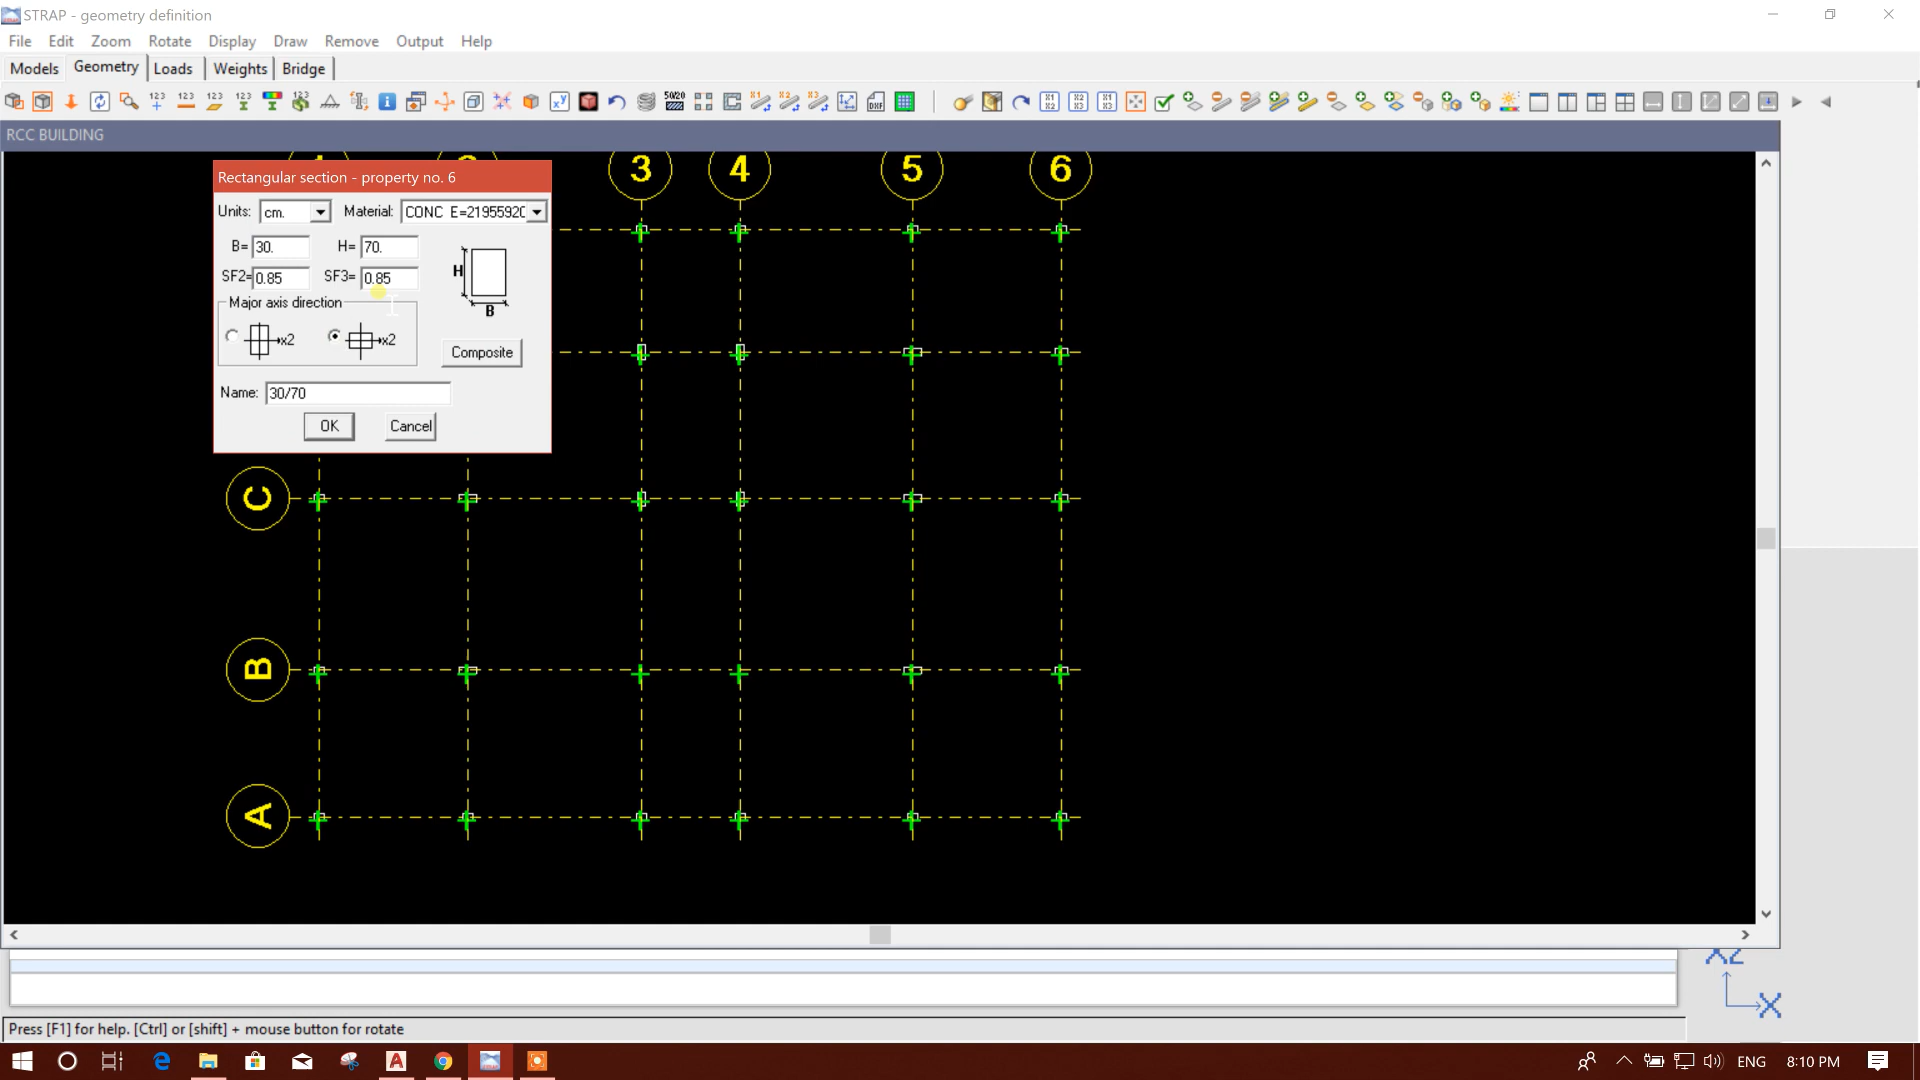 STRAP - geometry definition
File Edit Zoom Rotate Display Draw Remove Output Help
Models Geometry Loads Weights Bridge
RCC BUILDING
3 4 5 6
Rectangular section - property no. 6
Units: cm. Material: CONC E=2195592C
B= 30. H= 70.
SF2= 0.85 SF3= 0.85
H
B
Major axis direction
x2 x2
Composite
Name: 30/70
OK Cancel
C
B
A
X2
X
Press [F1] for help. [Ctrl] or [shift] + mouse button for rotate
ENG 8:10 PM